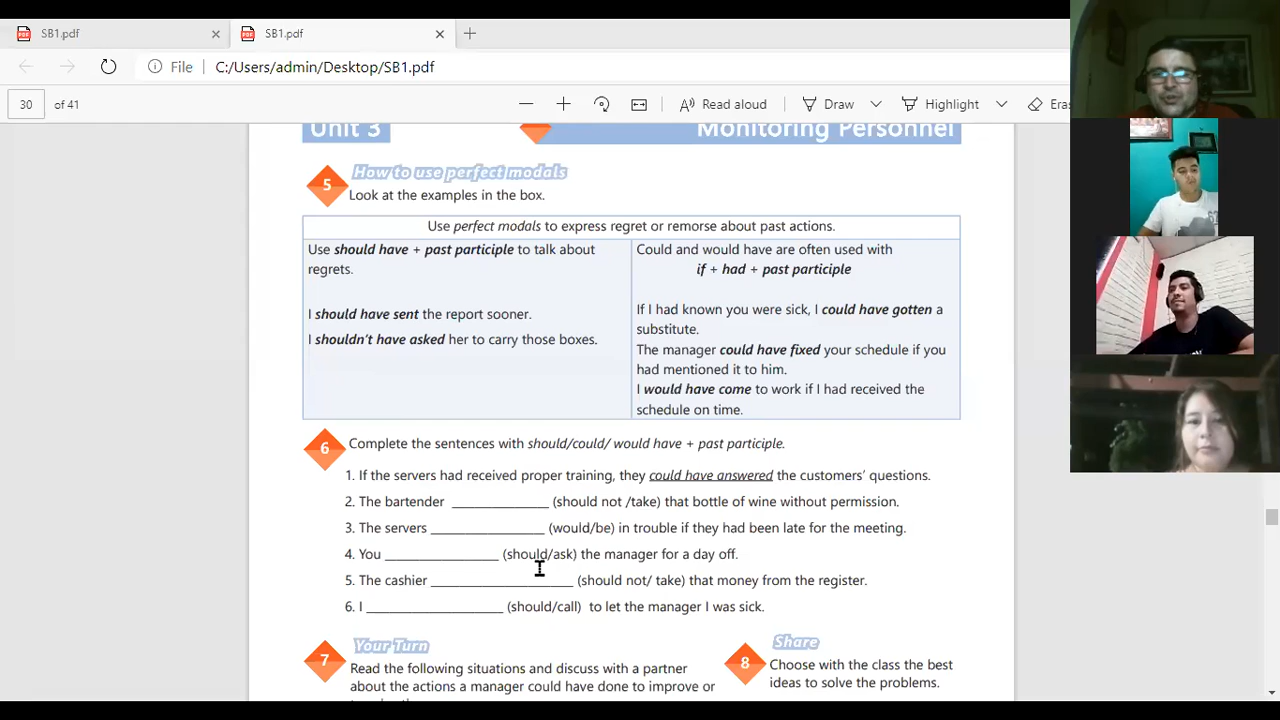 SB1.pdf
SB1.pdf
File C:/Users/admin/Desktop/SB1.pdf
30 of 41
Read aloud
Draw
Highlight
Eras
Unit 3
Monitoring Personnel
5
How to use perfect modals
Look at the examples in the box.
Use perfect modals to express regret or remorse about past actions.
Use should have + past participle to talk about
regrets.
I should have sent the report sooner.
I shouldn't have asked her to carry those boxes.
Could and would have are often used with
if + had + past participle
If I had known you were sick, I could have gotten a
substitute.
The manager could have fixed your schedule if you
had mentioned it to him.
I would have come to work if I had received the
schedule on time.
6
Complete the sentences with should/could/ would have + past participle.
1. If the servers had received proper training, they could have answered the customers' questions.
2. The bartender _______________ (should not /take) that bottle of wine without permission.
3. The servers __________________ (would/be) in trouble if they had been late for the meeting.
4. You __________________ (should/ask) the manager for a day off.
5. The cashier _______________________ (should not/ take) that money from the register.
6. I ______________________ (should/call) to let the manager I was sick.
7
Your Turn
Read the following situations and discuss with a partner
about the actions a manager could have done to improve or
8
Share
Choose with the class the best
ideas to solve the problems.